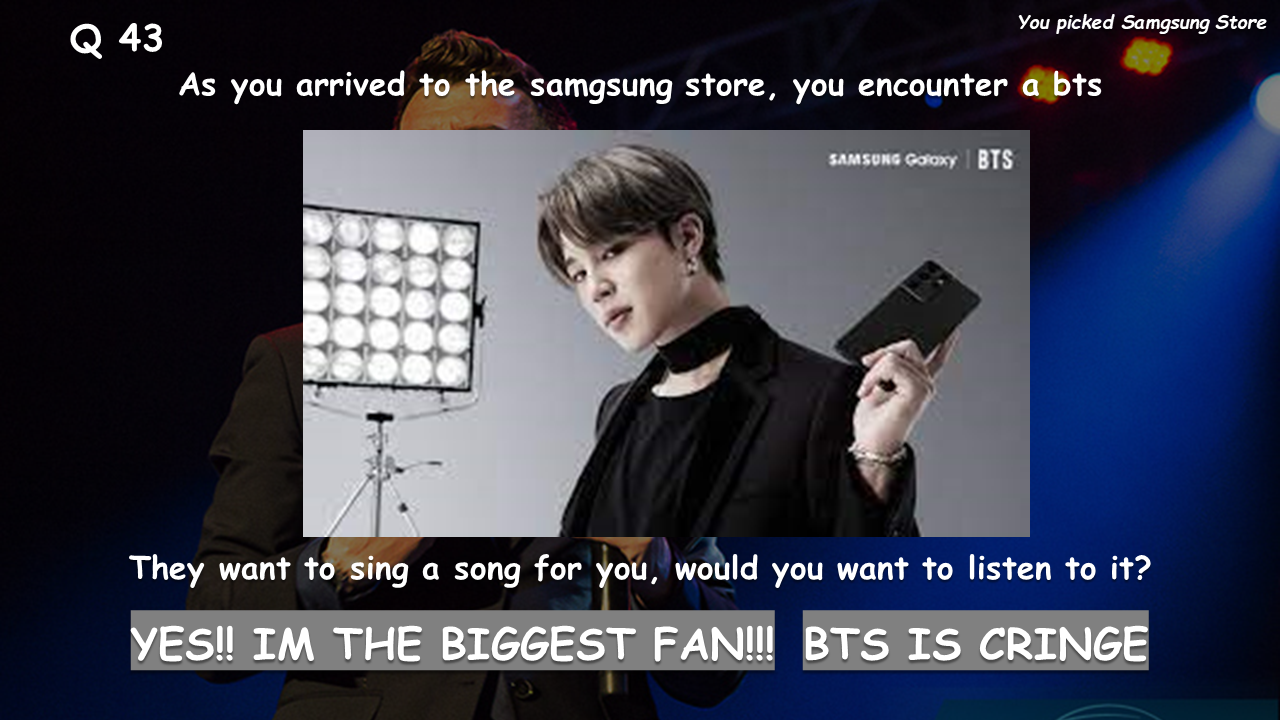 Q 43
You picked Samgsung Store
As you arrived to the samgsung store, you encounter a bts
SAMSUNG Galaxy | BTS
They want to sing a song for you, would you want to listen to it?
YES!! IM THE BIGGEST FAN!!! BTS IS CRINGE